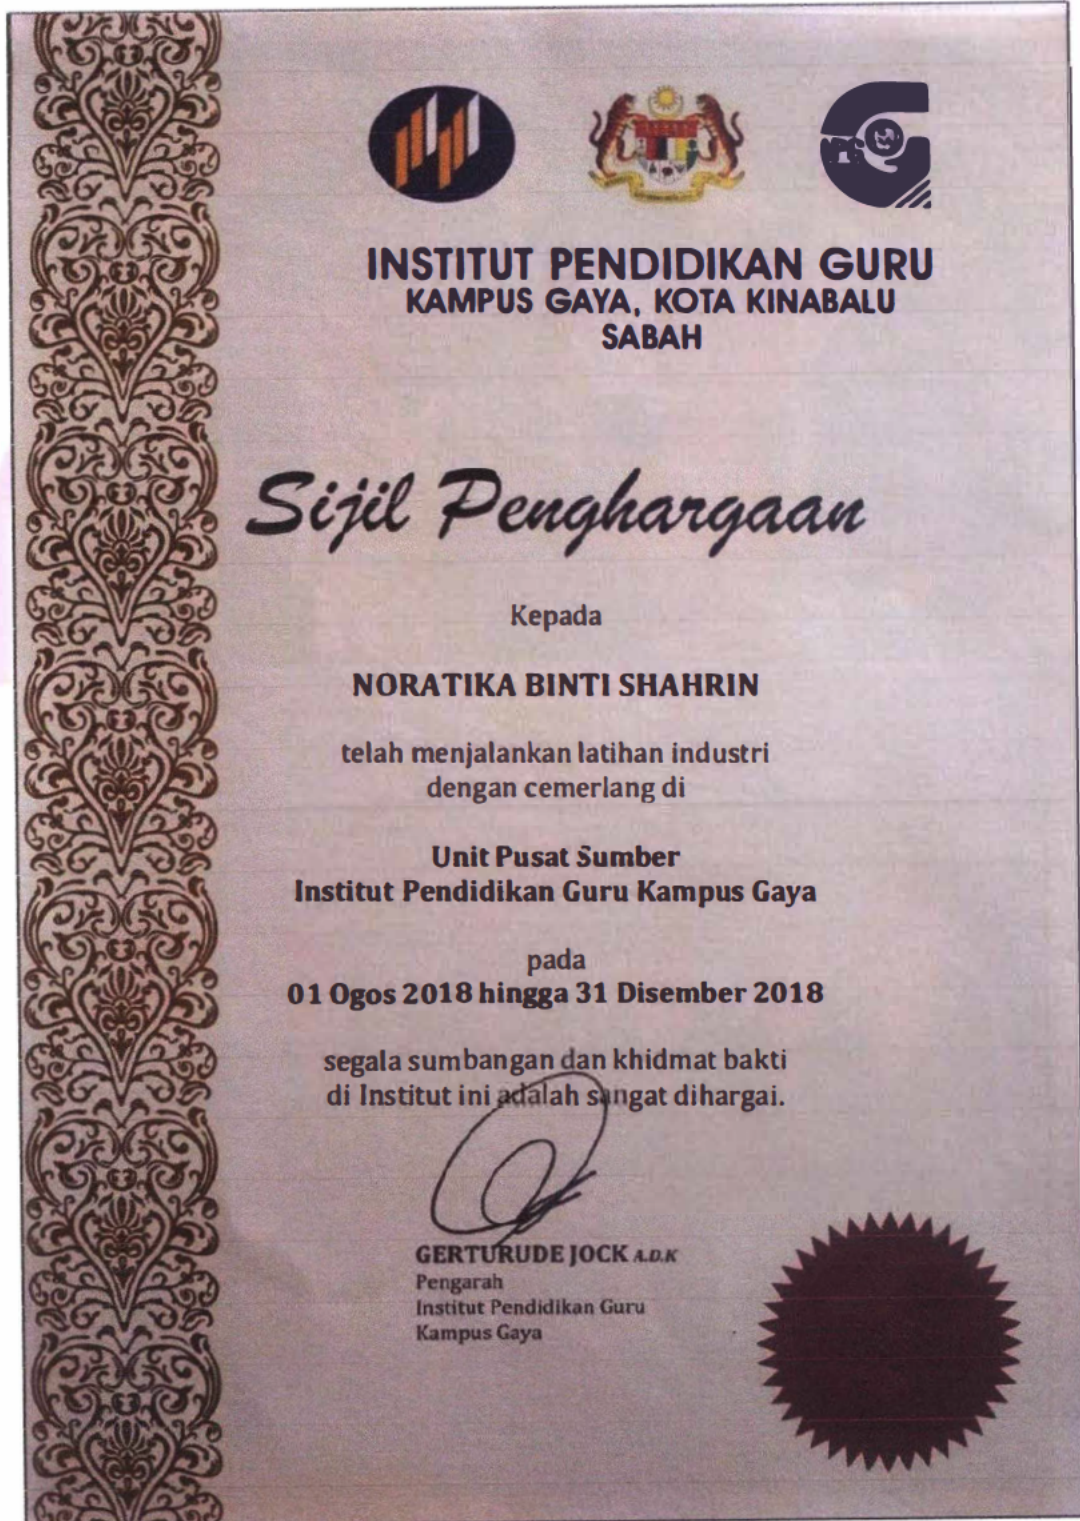 INSTITUT PENDIDIKAN GURU
KAMPUS GAYA, KOTA KINABALU
SABAH
Sijil Penghargaan
Kepada
NORATIKA BINTI SHAHRIN
telah menjalankan latihan industri
dengan cemerlang di
Unit Pusat Sumber
Institut Pendidikan Guru Kampus Gaya
pada
01 Ogos 2018 hingga 31 Disember 2018
segala sumbangan dan khidmat bakti
di Institut ini adalah sangat dihargai.
GERTURUDE JOCK A.D.K
Pengarah
Institut Pendidikan Guru
Kampus Gaya